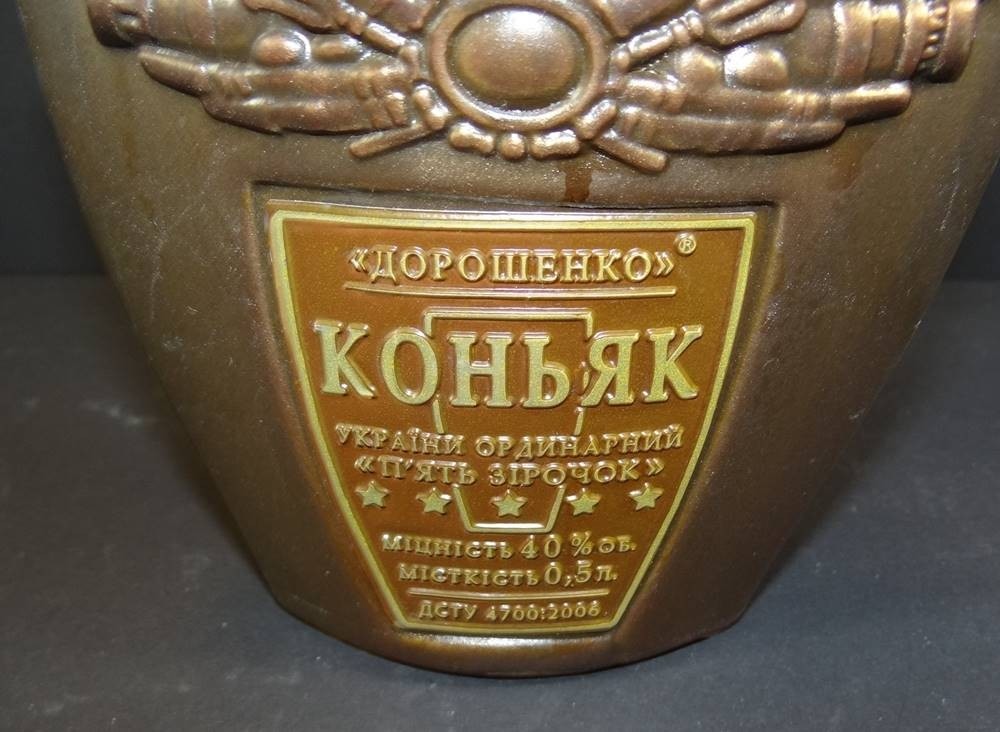 «ДОРОШЕНКО»®
КОНЬЯК
УКРАЇНИ ОРДИНАРНИЙ
«П'ЯТЬ ЗІРОЧОК»
МІЦНІСТЬ 40 % ОБ.
МІСТКІСТЬ 0,5 Л.
ДСТУ 4700:2006